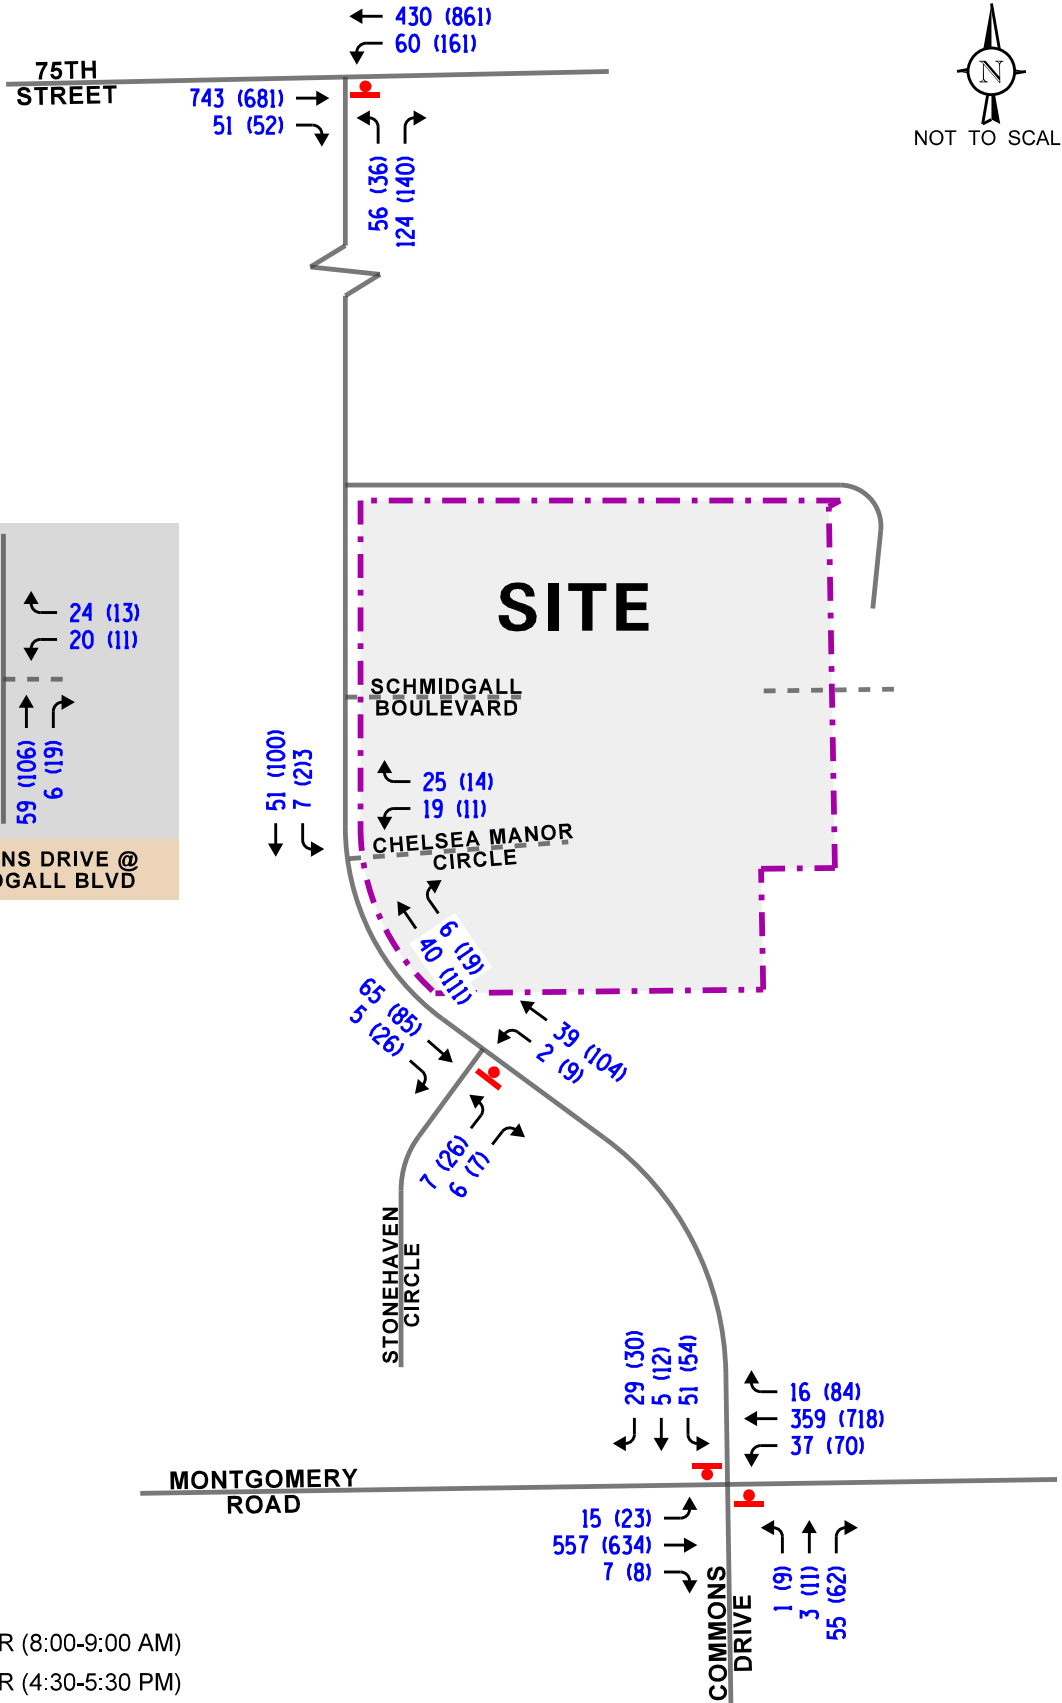 430 (861)
60 (161)
75TH
STREET
743 (681)
51 (52)
56 (36)
124 (140)
N
NOT TO SCAL
SITE
24 (13)
20 (11)
59 (106)
6 (19)
NS DRIVE @
DGALL BLVD
SCHMIDGALL
BOULEVARD
51 (100)
7 (2)3
25 (14)
19 (11)
CHELSEA MANOR
CIRCLE
6 (19)
40 (111)
65 (85)
5 (26)
39 (104)
2 (9)
7 (26)
6 (7)
STONEHAVEN
CIRCLE
29 (30)
5 (12)
51 (54)
16 (84)
359 (718)
37 (70)
MONTGOMERY
ROAD
15 (23)
557 (634)
7 (8)
1 (9)
3 (11)
55 (62)
COMMONS
DRIVE
R (8:00-9:00 AM)
R (4:30-5:30 PM)